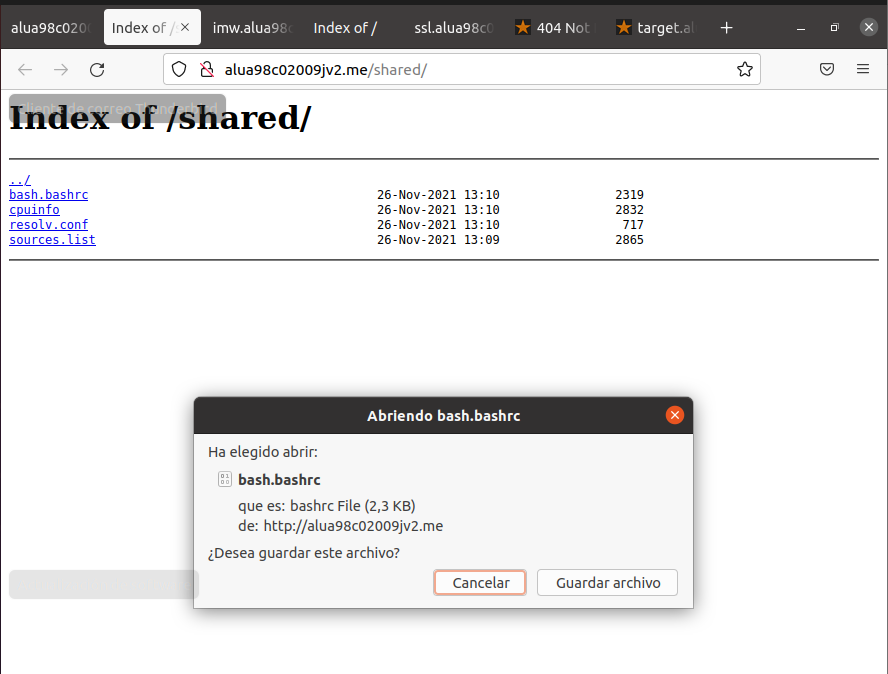 alua98c020
Index of /s
imw.alua98c
Index of /
ssl.alua98c0
404 Not
target.al
alua98c02009jv2.me/shared/
Cliente de correo Thunderbird
Index of /shared/
../
bash.bashrc 26-Nov-2021 13:10 2319
cpuinfo 26-Nov-2021 13:10 2832
resolv.conf 26-Nov-2021 13:10 717
sources.list 26-Nov-2021 13:09 2865
Abriendo bash.bashrc
Ha elegido abrir:
bash.bashrc
que es: bashrc File (2,3 KB)
de: http://alua98c02009jv2.me
¿Desea guardar este archivo?
Cancelar
Guardar archivo